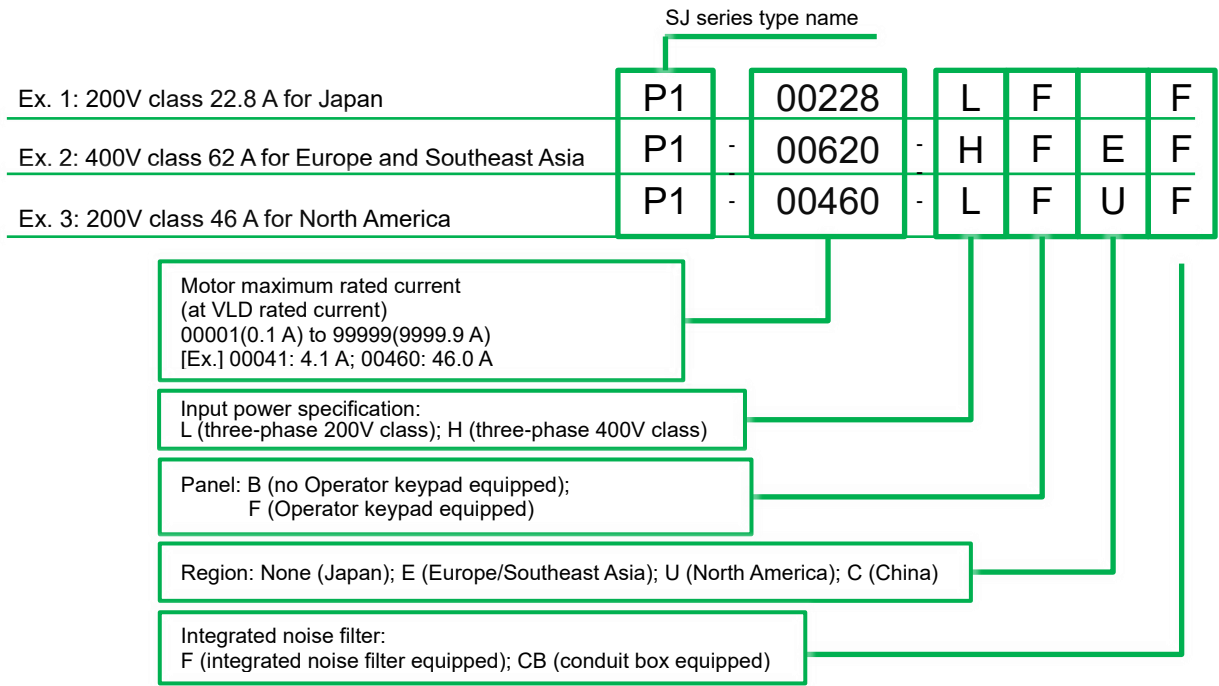 SJ series type name
Ex. 1: 200V class 22.8 A for Japan P1 00228 L F F
Ex. 2: 400V class 62 A for Europe and Southeast Asia P1 - 00620 - H F E F
Ex. 3: 200V class 46 A for North America P1 - 00460 - L F U F
Motor maximum rated current
(at VLD rated current)
00001(0.1 A) to 99999(9999.9 A)
[Ex.] 00041: 4.1 A; 00460: 46.0 A
Input power specification:
L (three-phase 200V class); H (three-phase 400V class)
Panel: B (no Operator keypad equipped);
F (Operator keypad equipped)
Region: None (Japan); E (Europe/Southeast Asia); U (North America); C (China)
Integrated noise filter:
F (integrated noise filter equipped); CB (conduit box equipped)